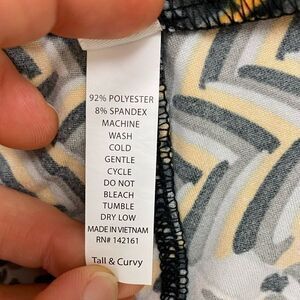 92% POLYESTER
8% SPANDEX
MACHINE
WASH
COLD
GENTLE
CYCLE
DO NOT
BLEACH
TUMBLE
DRY LOW
MADE IN VIETNAM
RN# 142161
Tall & Curvy